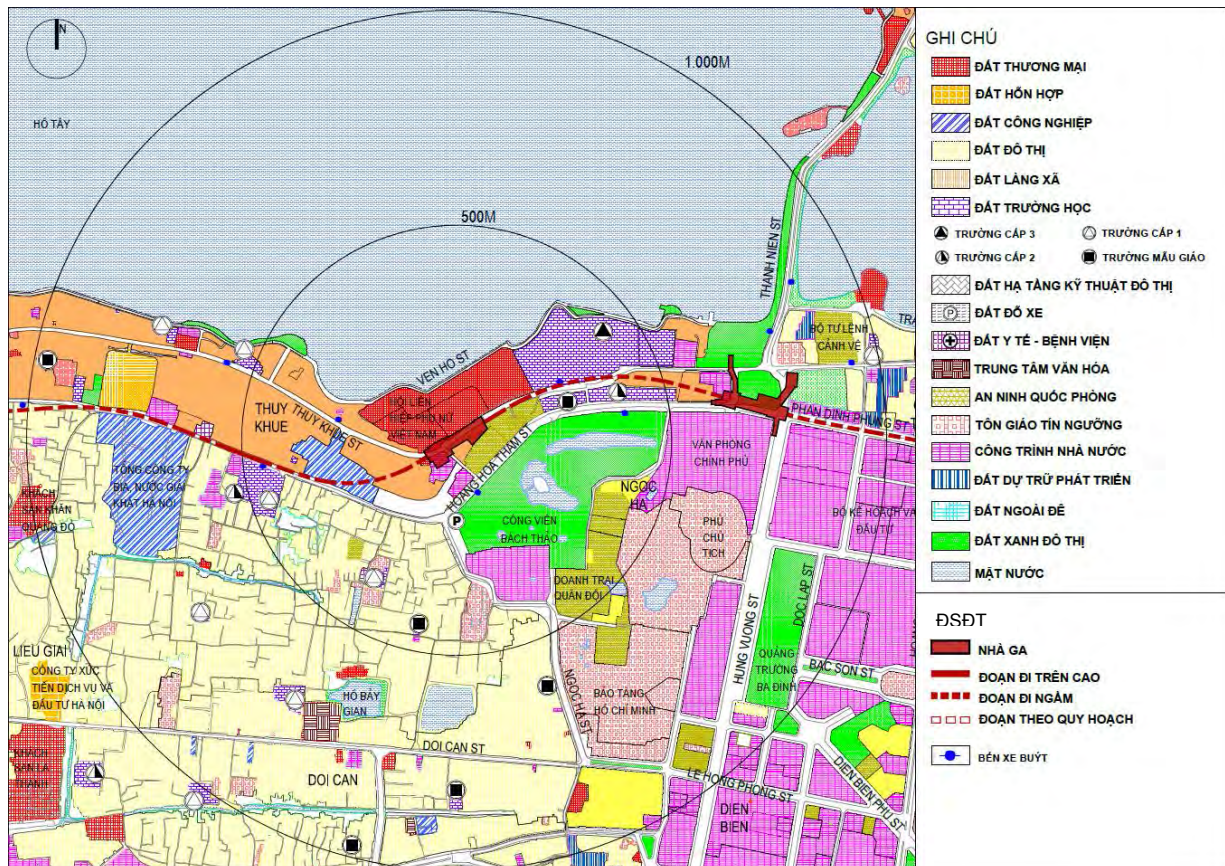 N
1.000M
HỒ TÂY
500M
THANH NIEN ST
BỘ TƯ LỆNH
CẢNH VỆ
TRA
VEN HO ST
HỘI LIÊN
HIỆP PHỤ NỮ
VIỆT NAM
THUY
KHUE
THUY KHUE ST
HOANG HOA THAM ST
PHAN DINH PHUNG ST
VĂN PHÒNG
CHÍNH PHỦ
TỔNG CÔNG TY
BIA, NƯỚC GIẢI
KHÁT HÀ NỘI
KHÁCH
SẠN KHĂN
QUÀNG ĐỎ
P
CÔNG VIÊN
BÁCH THẢO
NGỌC
HÀ
PHỦ
CHỦ
TỊCH
BỘ KẾ HOẠCH VÀ
ĐẦU TƯ
DOANH TRẠI
QUÂN ĐỘI
HUNG VUONG ST
DOC LAP ST
LIEU GIAI
CÔNG TY XÚC
TIẾN DỊCH VỤ VÀ
ĐẦU TƯ HÀ NỘI
HỒ BẢY
GIAN
NGOC HA ST
BẢO TÀNG
HỒ CHÍ MINH
QUẢNG
TRƯỜNG
BA ĐÌNH
BAC SON ST
DOI CAN ST
DOI CAN
LE HONG PHONG ST
DIEN BIEN PHU ST
DIEN
BIEN
GHI CHÚ
ĐẤT THƯƠNG MẠI
ĐẤT HỖN HỢP
ĐẤT CÔNG NGHIỆP
ĐẤT ĐÔ THỊ
ĐẤT LÀNG XÃ
ĐẤT TRƯỜNG HỌC
TRƯỜNG CẤP 3
TRƯỜNG CẤP 1
TRƯỜNG CẤP 2
TRƯỜNG MẪU GIÁO
ĐẤT HẠ TẦNG KỸ THUẬT ĐÔ THỊ
P ĐẤT ĐỖ XE
ĐẤT Y TẾ - BỆNH VIỆN
TRUNG TÂM VĂN HÓA
AN NINH QUỐC PHÒNG
TÔN GIÁO TÍN NGƯỠNG
CÔNG TRÌNH NHÀ NƯỚC
ĐẤT DỰ TRỮ PHÁT TRIỂN
ĐẤT NGOÀI ĐÊ
ĐẤT XANH ĐÔ THỊ
MẶT NƯỚC
ĐSĐT
NHÀ GA
ĐOẠN ĐI TRÊN CAO
ĐOẠN ĐI NGẦM
ĐOẠN THEO QUY HOẠCH
BẾN XE BUÝT